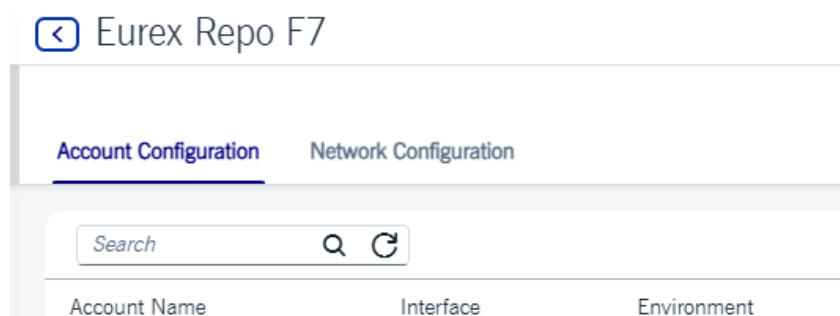 Eurex Repo F7
Account Configuration Network Configuration
Search
Account Name Interface Environment